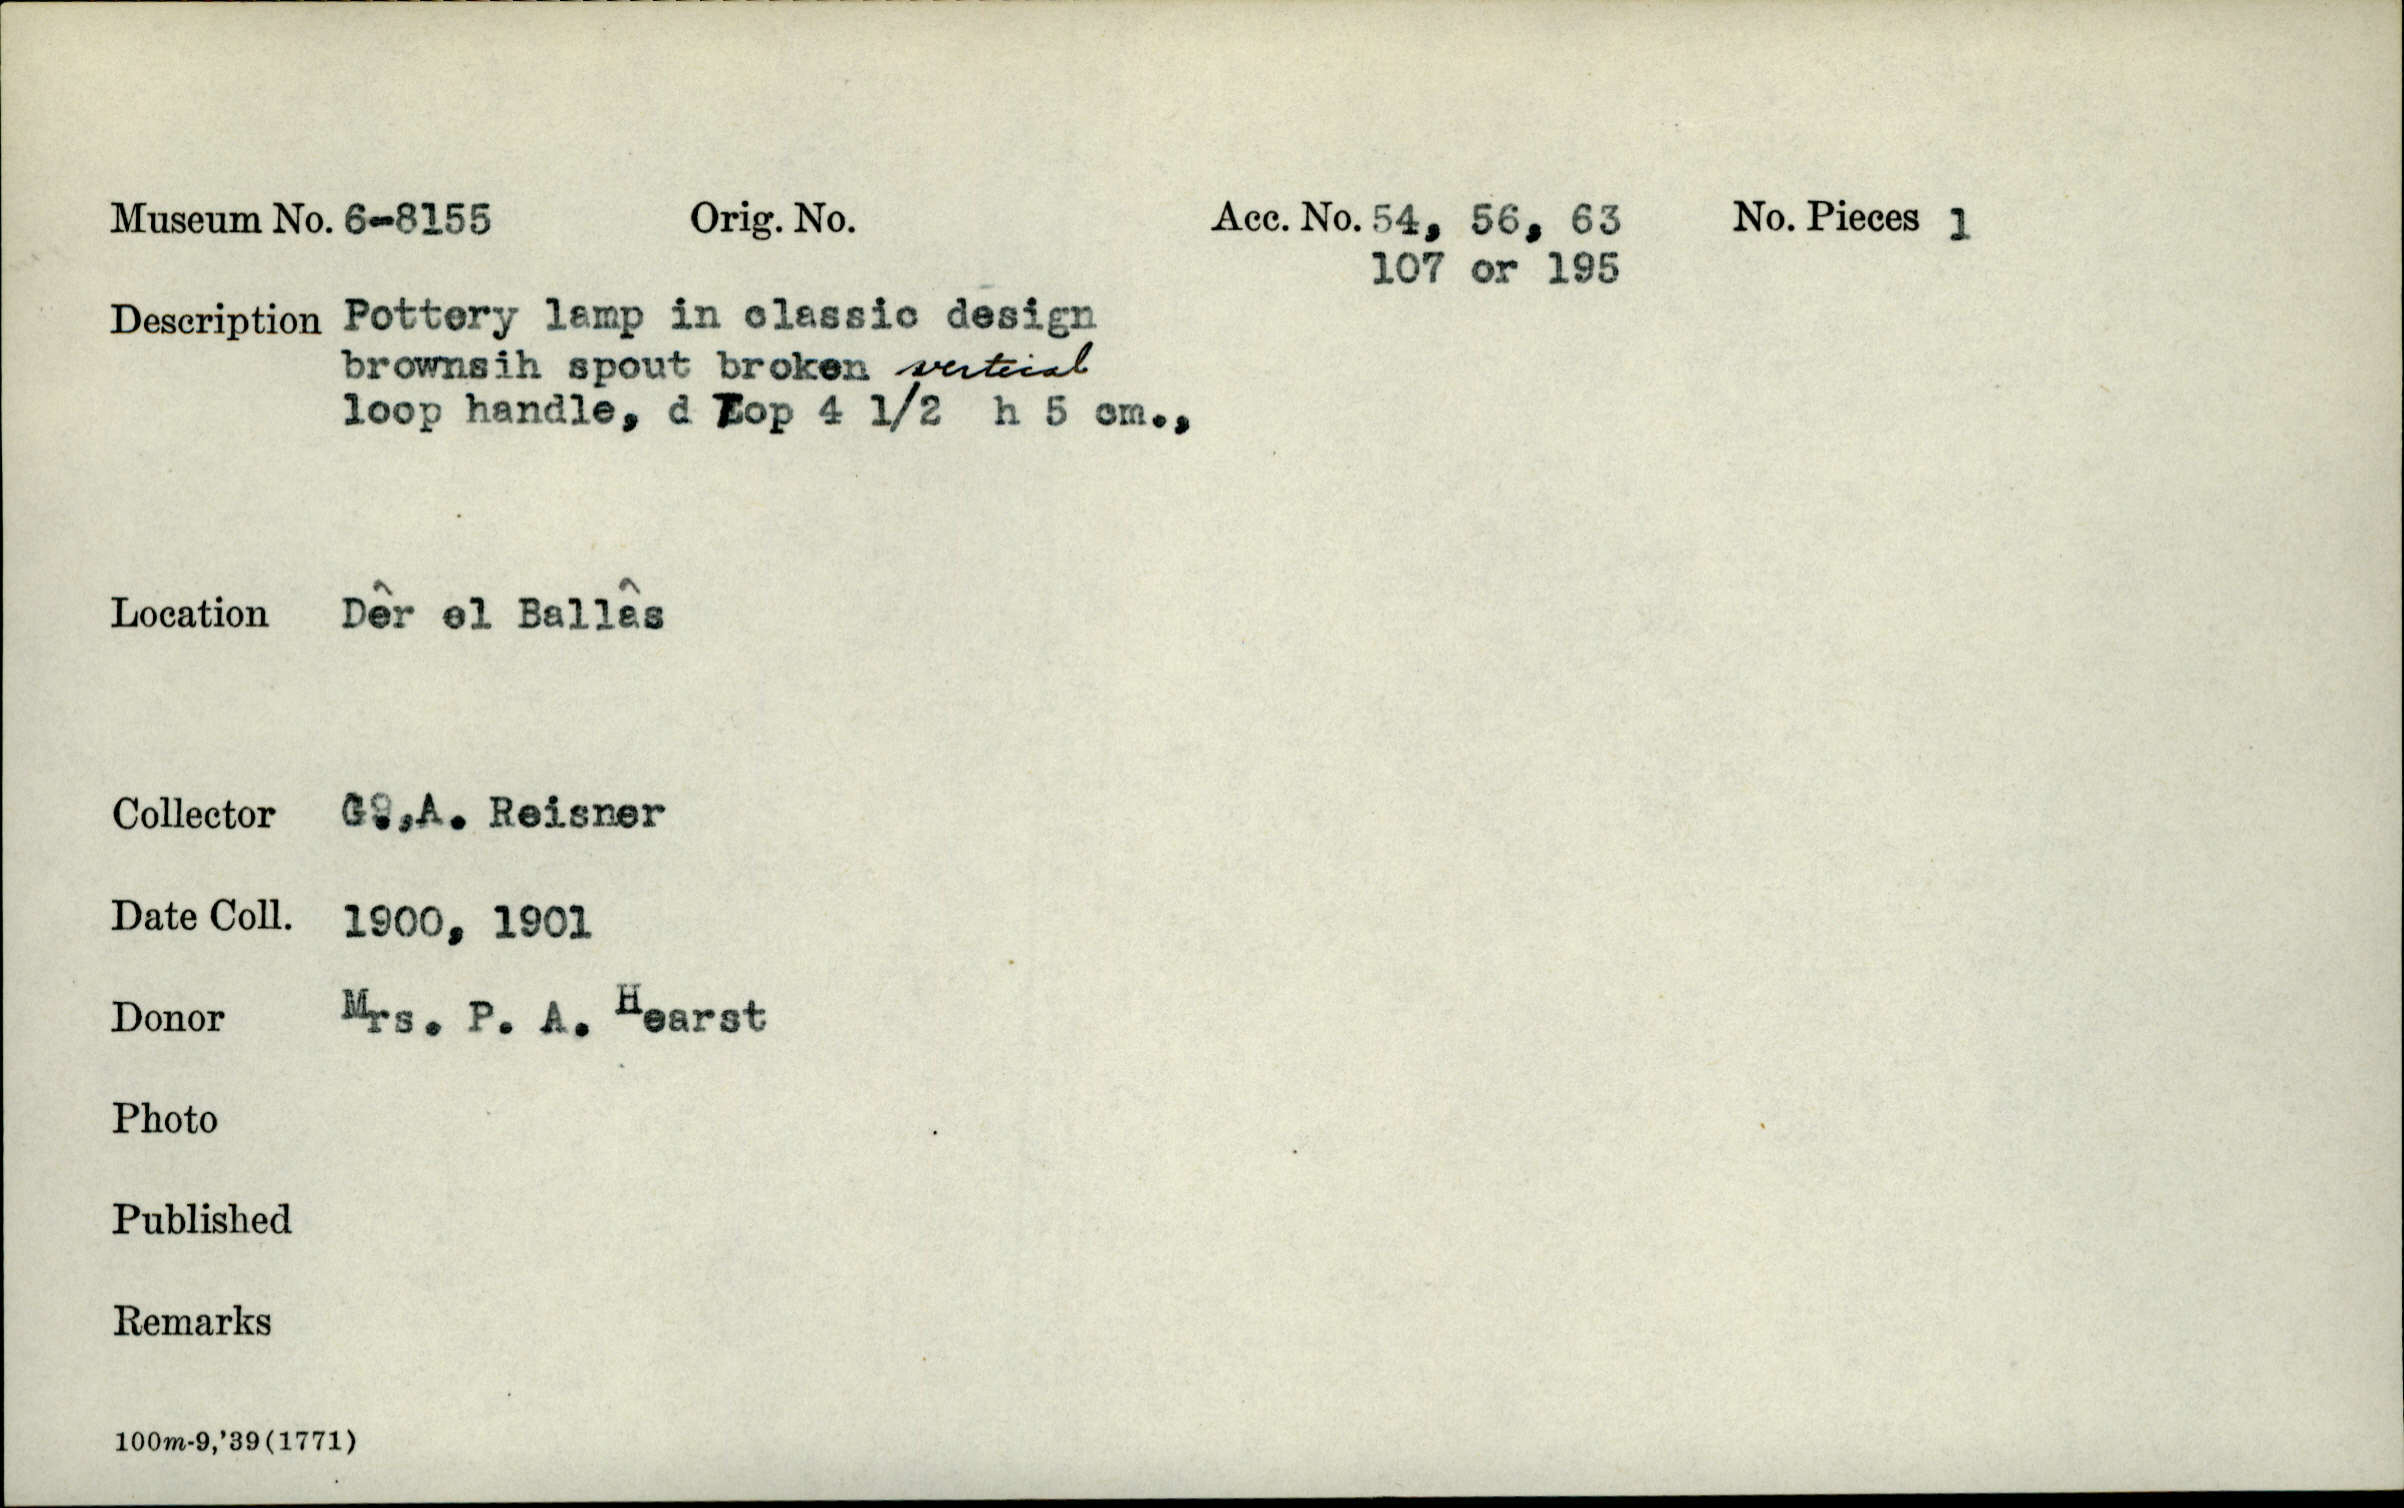 Museum No. 6-8155 Orig. No. Acc. No. 54, 56, 63 No. Pieces 1
107 or 195
Description Pottery lamp in classic design
brownsih spout broken vertical
loop handle, d Top 4 1/2 h 5 cm.,
Location Dêr el Ballâs
Collector G.,A. Reisner
Date Coll. 1900, 1901
Donor Mrs. P. A. Hearst
Photo
Published
Remarks
100m-9,'39(1771)